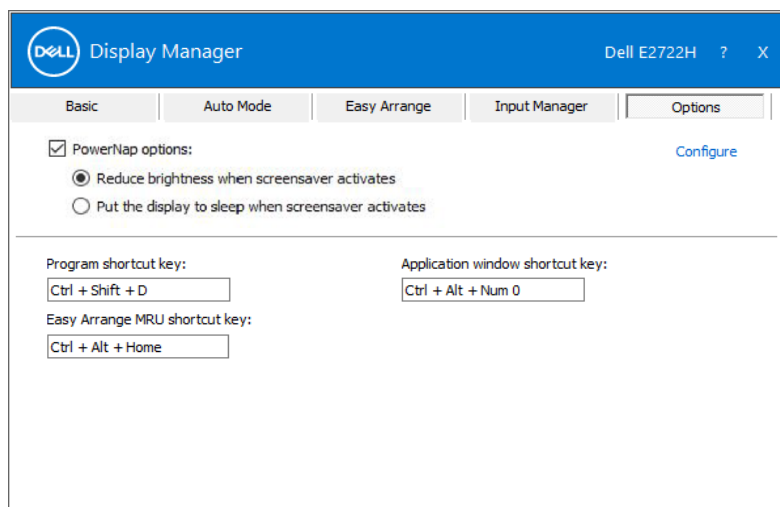 DELL Display Manager Dell E2722H ? X
Basic Auto Mode Easy Arrange Input Manager Options
PowerNap options: Configure
Reduce brightness when screensaver activates
Put the display to sleep when screensaver activates
Program shortcut key: Application window shortcut key:
Ctrl + Shift + D Ctrl + Alt + Num 0
Easy Arrange MRU shortcut key:
Ctrl + Alt + Home